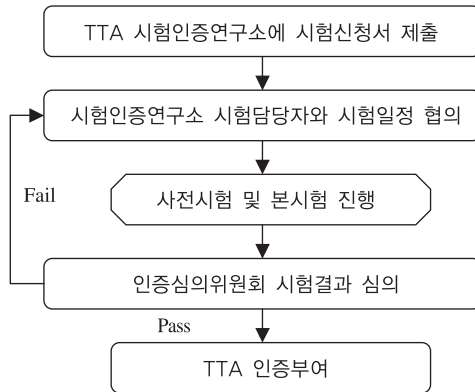 TTA 시험인증연구소에 시험신청서 제출
시험인증연구소 시험담당자와 시험일정 협의
Fail
사전시험 및 본시험 진행
인증심의위원회 시험결과 심의
Pass
TTA 인증부여